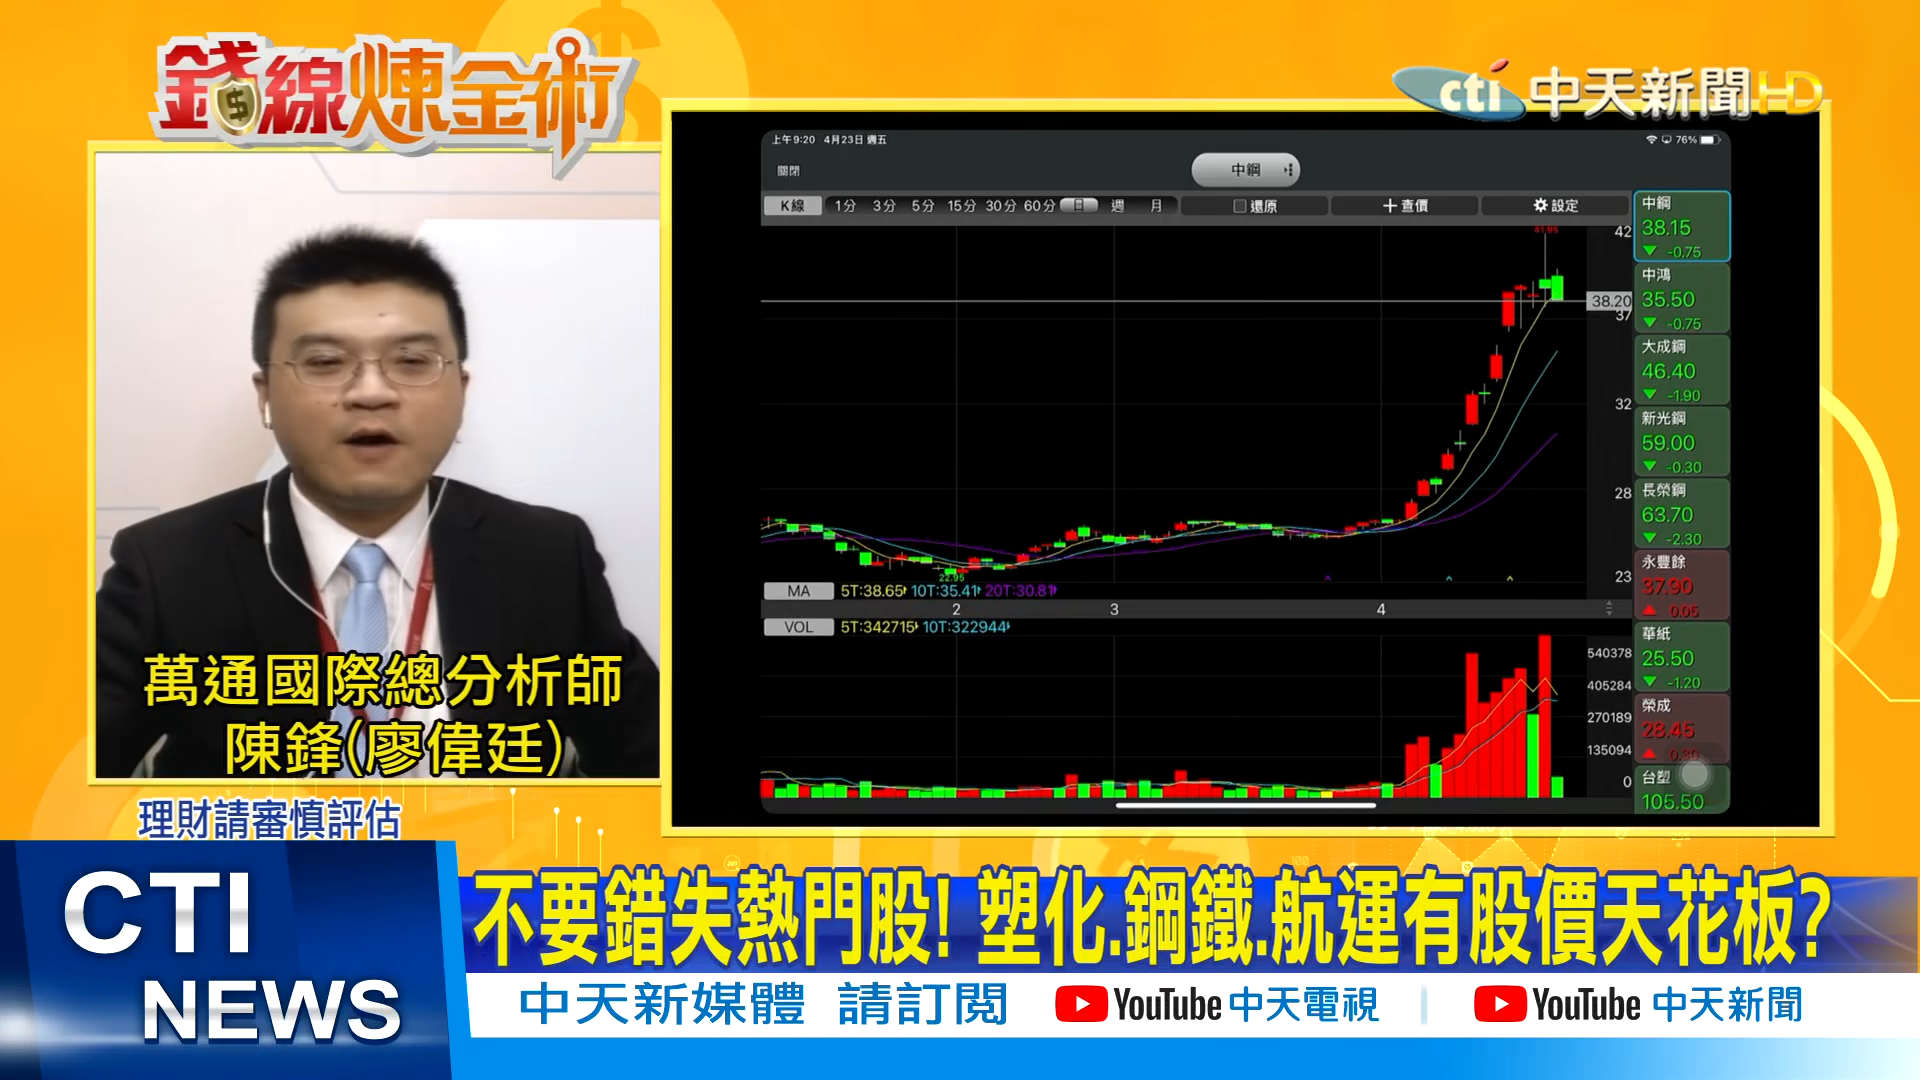 錢線煉金術
cti 中天新聞HD
上午9:20 4月23日 週五
76%
關閉
中鋼
K線 1分 3分 5分 15分 30分 60分 日 週 月 還原 查價 設定
41.95
42
38.20
37
32
28
23
22.95
MA 5T:38.65 10T:35.41 20T:30.81
2 3 4
VOL 5T:342715 10T:322944
540378
405284
270189
135094
0
中鋼
38.15
-0.75
中鴻
35.50
-0.75
大成鋼
46.40
-1.90
新光鋼
59.00
-0.30
長榮鋼
63.70
-2.30
永豐餘
37.90
0.05
華紙
25.50
-1.20
榮成
28.45
0.30
台塑
105.50
萬通國際總分析師
陳鋒(廖偉廷)
理財請審慎評估
CTI
NEWS
不要錯失熱門股! 塑化.鋼鐵.航運有股價天花板?
中天新媒體 請訂閱 YouTube 中天電視 YouTube 中天新聞